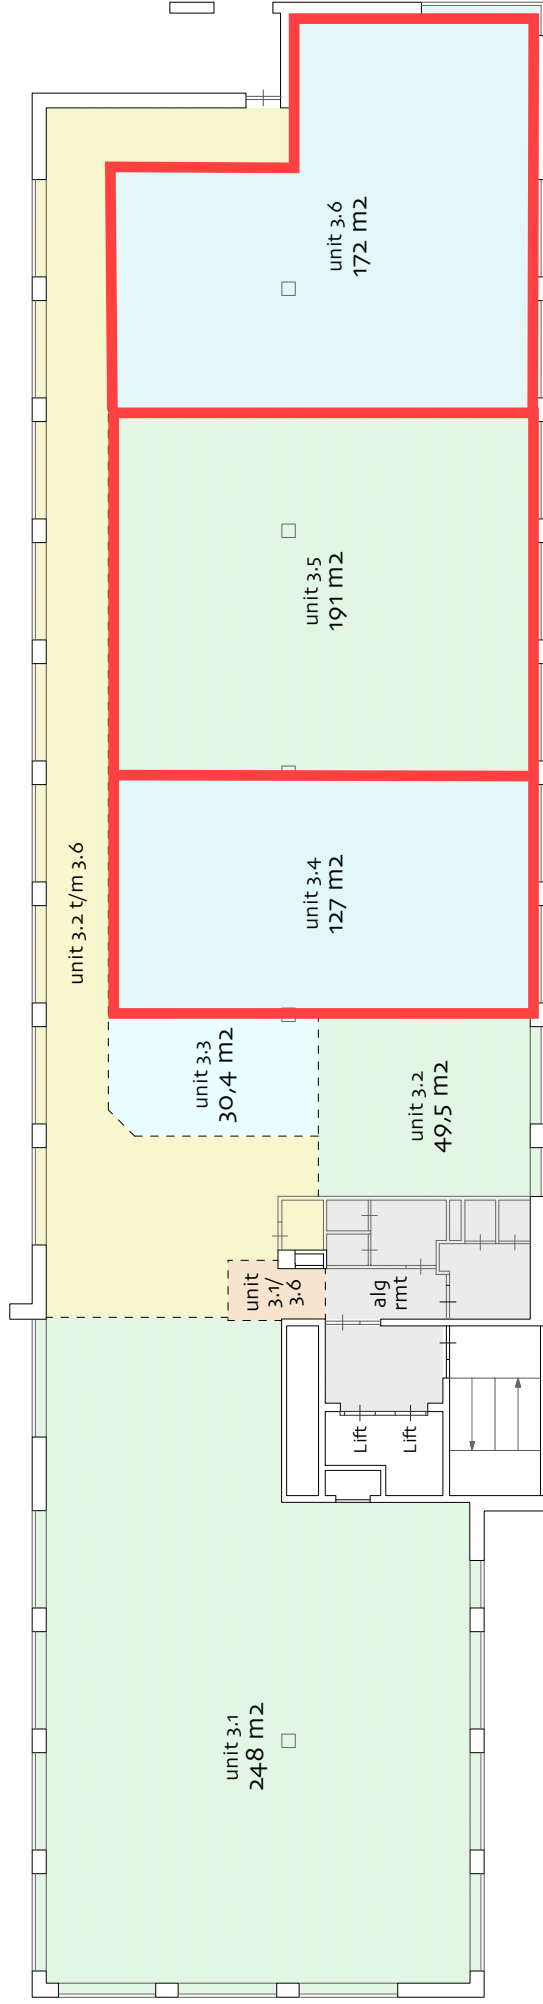 unit 3.6
172 m2
unit 3.5
191 m2
unit 3.2 t/m 3.6
unit 3.4
127 m2
unit 3.3
30,4 m2
unit 3.2
49,5 m2
unit
3.1/
3.6
alg
rmt
Lift
Lift
unit 3.1
248 m2